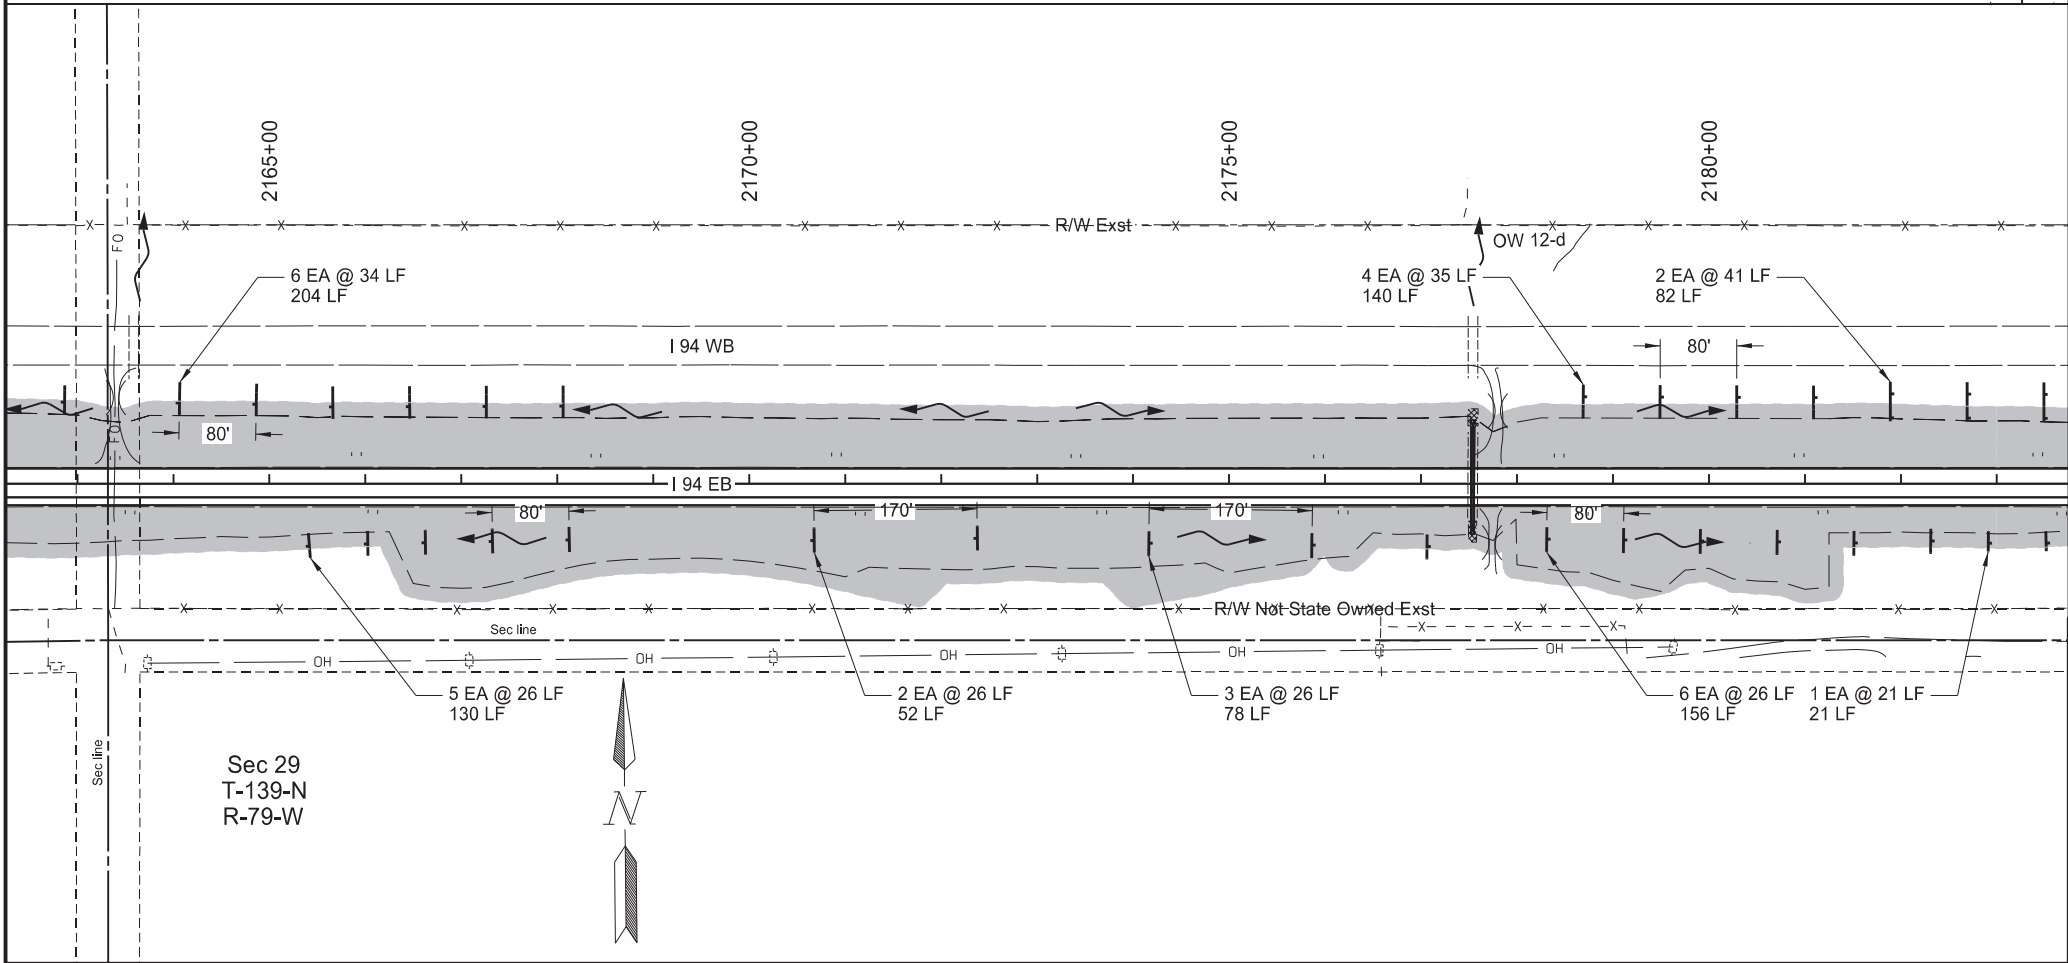 2165+00
2170+00
2175+00
2180+00
R/W Exst
FO
OW 12-d
6 EA @ 34 LF
204 LF
4 EA @ 35 LF
140 LF
2 EA @ 41 LF
82 LF
I 94 WB
80'
80'
FO
I 94 EB
80'
170'
170'
80'
R/W Not State Owned Exst
Sec line
OH
OH
OH
OH
OH
5 EA @ 26 LF
130 LF
2 EA @ 26 LF
52 LF
3 EA @ 26 LF
78 LF
6 EA @ 26 LF
156 LF
1 EA @ 21 LF
21 LF
Sec line
Sec 29
T-139-N
R-79-W
N